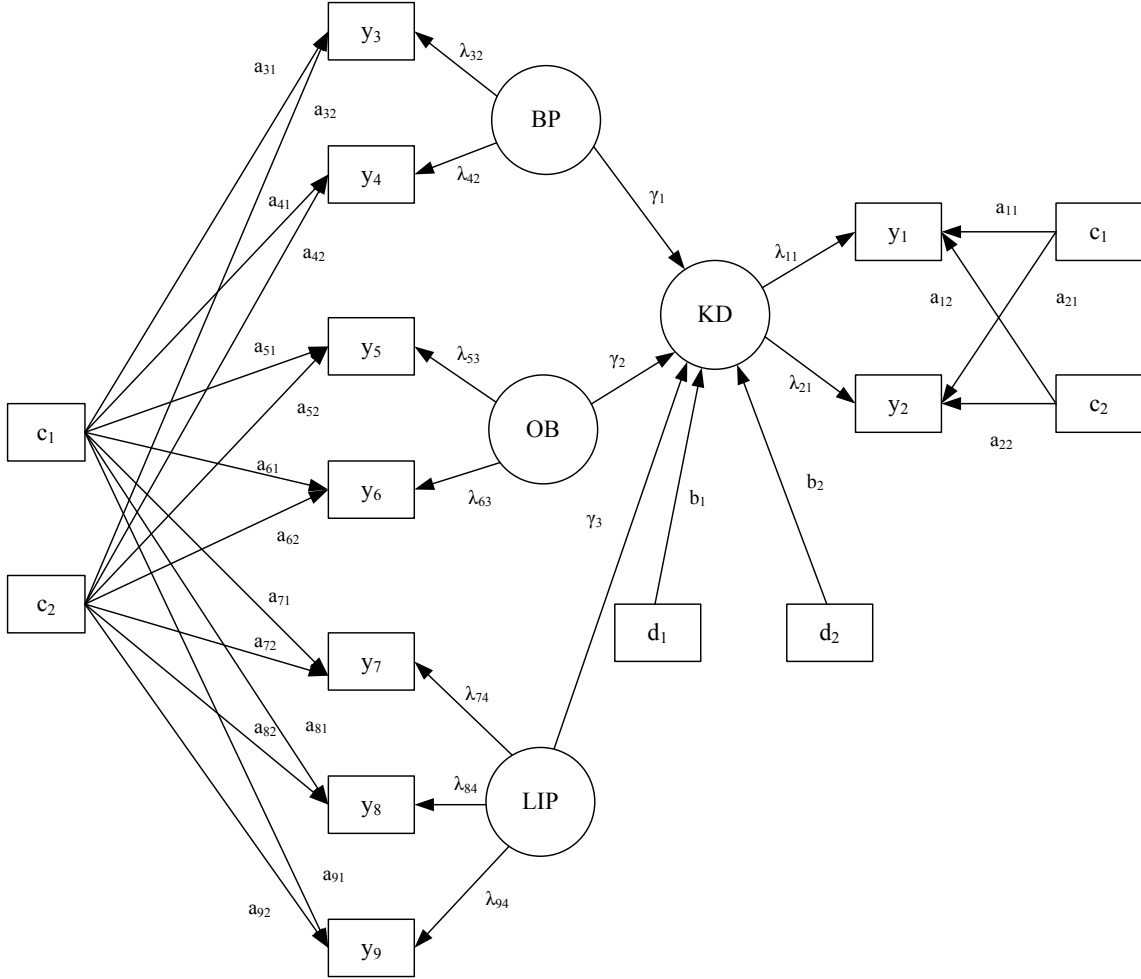 y₃
λ₃₂
a₃₁
BP
a₃₂
y₄
λ₄₂
a₄₁
γ₁
a₄₂
y₁
a₁₁
c₁
λ₁₁
a₁₂
a₂₁
KD
y₅
λ₅₃
a₅₁
γ₂
λ₂₁
y₂
c₂
a₅₂
c₁
OB
a₂₂
a₆₁
y₆
λ₆₃
b₁
b₂
a₆₂
γ₃
c₂
a₇₁
d₁
d₂
a₇₂
y₇
λ₇₄
a₈₂
a₈₁
y₈
λ₈₄
LIP
a₉₁
a₉₂
λ₉₄
y₉